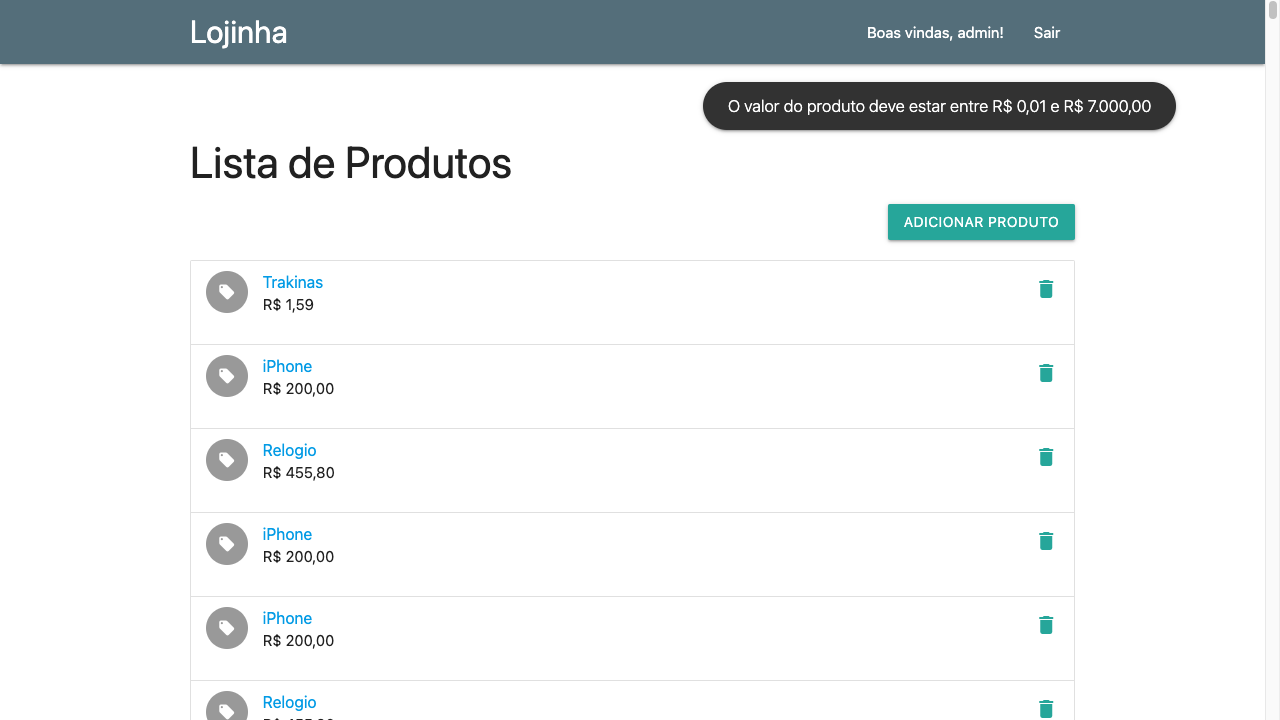 Lojinha
Boas vindas, admin!
Sair
O valor do produto deve estar entre R$ 0,01 e R$ 7.000,00
Lista de Produtos
ADICIONAR PRODUTO
Trakinas
R$ 1,59
iPhone
R$ 200,00
Relogio
R$ 455,80
iPhone
R$ 200,00
iPhone
R$ 200,00
Relogio